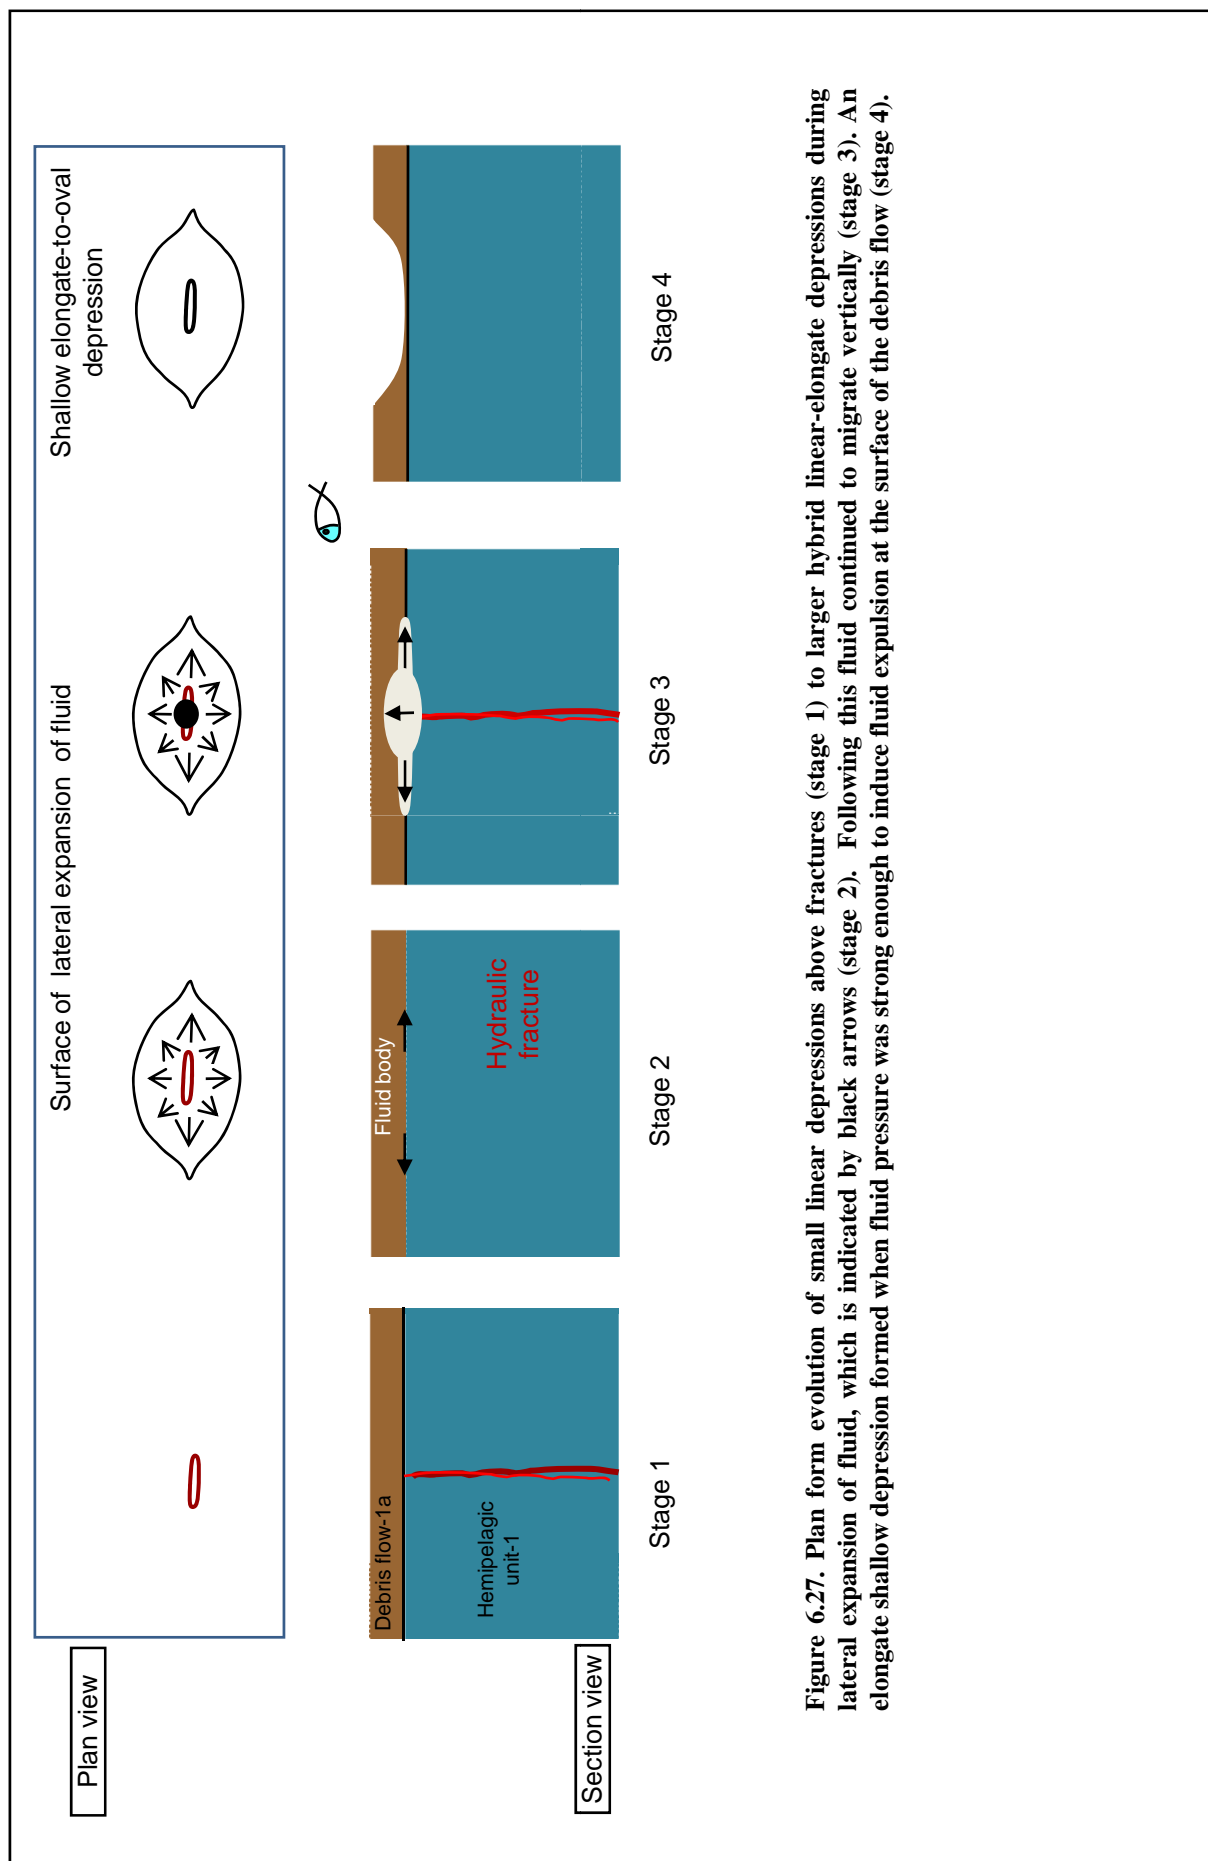 Plan view
Surface of lateral expansion of fluid
Shallow elongate-to-oval
depression
Debris flow-1a
Hemipelagic
unit-1
Fluid body
Hydraulic
fracture
Section view
Stage 1
Stage 2
Stage 3
Stage 4
Figure 6.27. Plan form evolution of small linear depressions above fractures (stage 1) to larger hybrid linear-elongate depressions during
lateral expansion of fluid, which is indicated by black arrows (stage 2). Following this fluid continued to migrate vertically (stage 3). An
elongate shallow depression formed when fluid pressure was strong enough to induce fluid expulsion at the surface of the debris flow (stage 4).